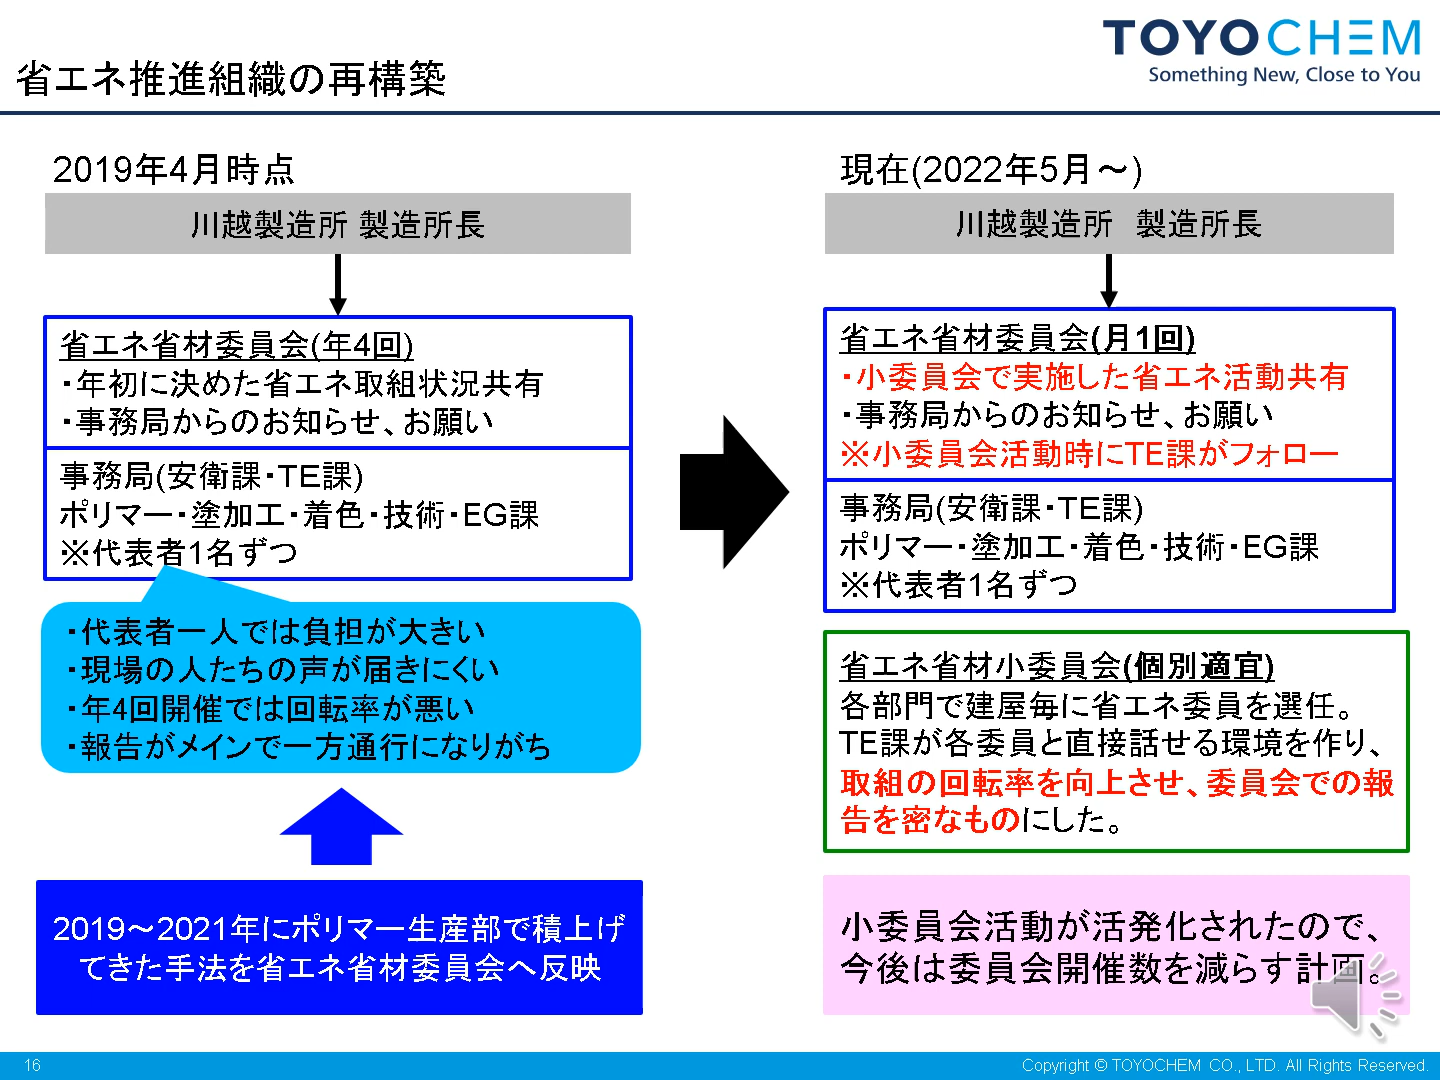 TOYOCHEM
Something New, Close to You
省エネ推進組織の再構築
2019年4月時点
川越製造所 製造所長
省エネ省材委員会(年4回)
・年初に決めた省エネ取組状況共有
・事務局からのお知らせ、お願い
事務局(安衛課・TE課)
ポリマー・塗加工・着色・技術・EG課
※代表者1名ずつ
・代表者一人では負担が大きい
・現場の人たちの声が届きにくい
・年4回開催では回転率が悪い
・報告がメインで一方通行になりがち
2019～2021年にポリマー生産部で積上げ
てきた手法を省エネ省材委員会へ反映
現在(2022年5月～)
川越製造所　製造所長
省エネ省材委員会(月1回)
・小委員会で実施した省エネ活動共有
・事務局からのお知らせ、お願い
※小委員会活動時にTE課がフォロー
事務局(安衛課・TE課)
ポリマー・塗加工・着色・技術・EG課
※代表者1名ずつ
省エネ省材小委員会(個別適宜)
各部門で建屋毎に省エネ委員を選任。
TE課が各委員と直接話せる環境を作り、
取組の回転率を向上させ、委員会での報
告を密なものにした。
小委員会活動が活発化されたので、
今後は委員会開催数を減らす計画。
16
Copyright © TOYOCHEM CO., LTD. All Rights Reserved.